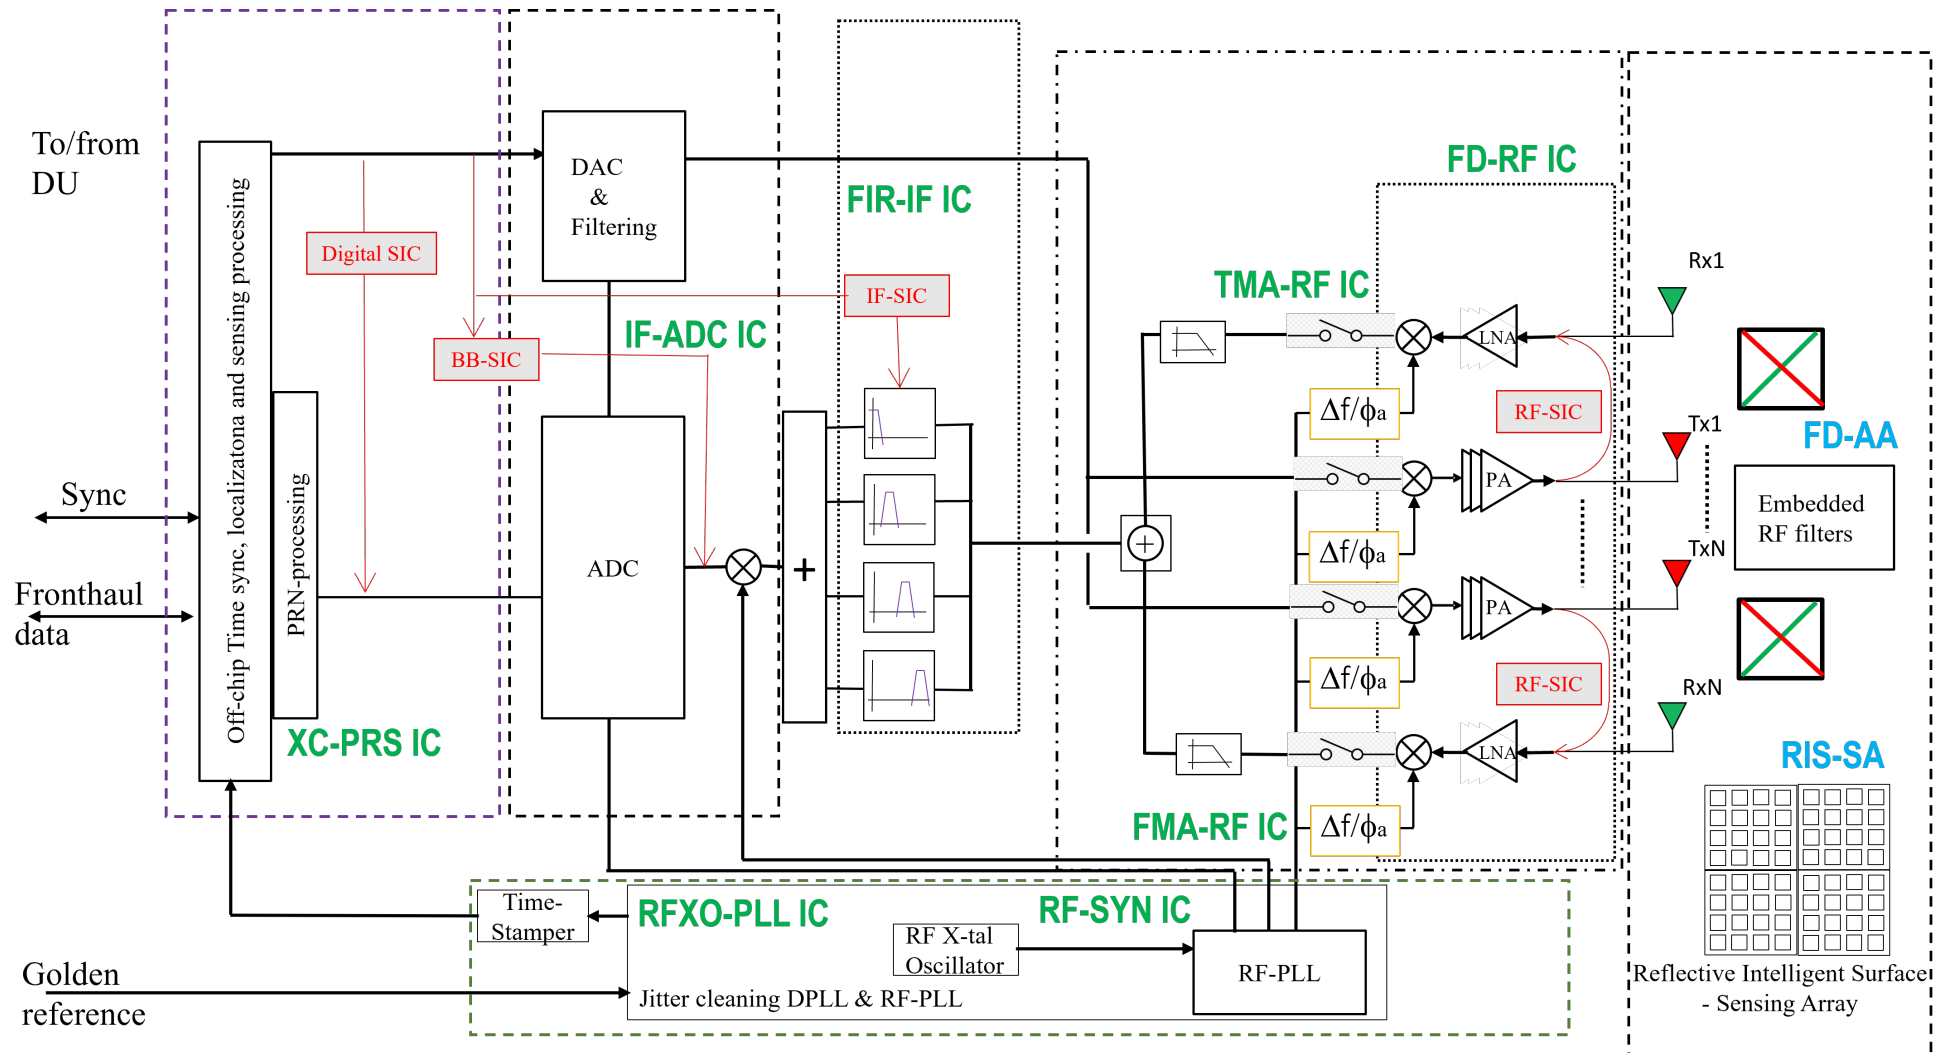 To/from
DU
Sync
Fronthaul
data
Golden
reference
Off-chip Time sync, localizatona and sensing processing
PRN-processing
Digital SIC
XC-PRS IC
DAC
&
Filtering
BB-SIC
IF-ADC IC
ADC
+
FIR-IF IC
IF-SIC
FD-RF IC
TMA-RF IC
LNA
Δf/ϕa
RF-SIC
PA
Δf/ϕa
+
PA
Δf/ϕa
RF-SIC
LNA
FMA-RF IC
Δf/ϕa
Rx1
Tx1
FD-AA
Embedded
RF filters
TxN
RxN
RIS-SA
Reflective Intelligent Surface
- Sensing Array
Time-
Stamper
RFXO-PLL IC
RF-SYN IC
RF X-tal
Oscillator
RF-PLL
Jitter cleaning DPLL & RF-PLL